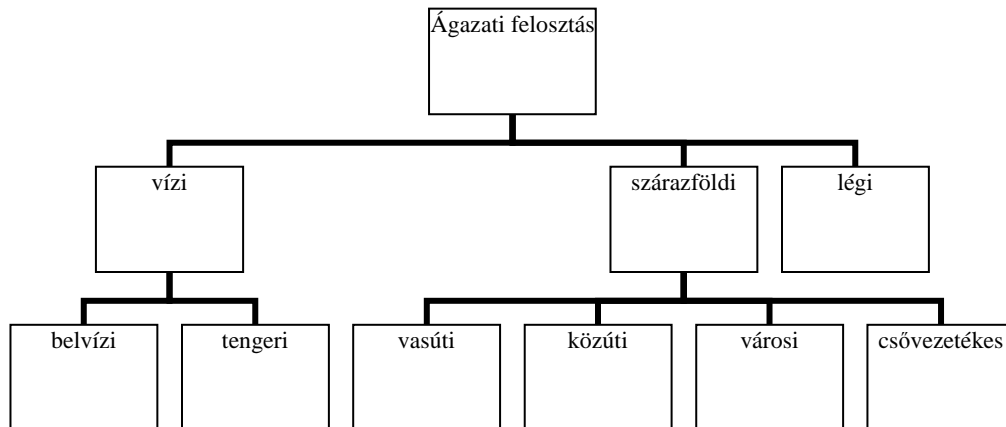 Ágazati felosztás
vízi
szárazföldi
légi
belvízi
tengeri
vasúti
közúti
városi
csővezetékes